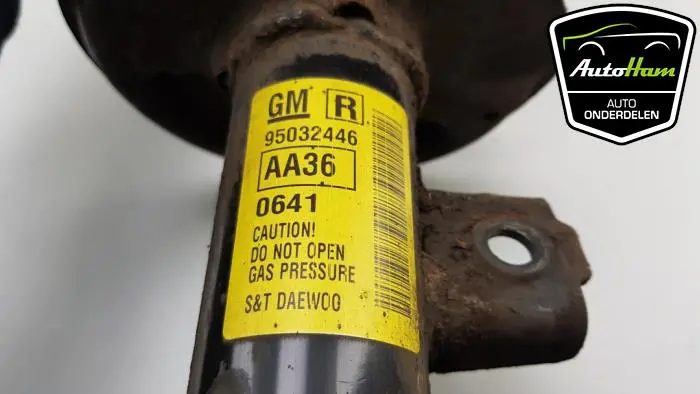 GM R
95032446
AA36
0641
CAUTION!
DO NOT OPEN
GAS PRESSURE
S&T DAEWOO
AutoHam
AUTO
ONDERDELEN